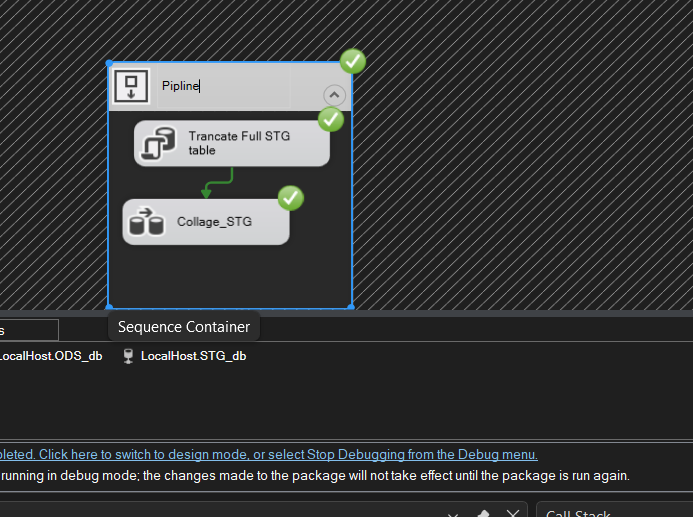 Pipline
Trancate Full STG
table
Collage_STG
Sequence Container
s
LocalHost.ODS_db
LocalHost.STG_db
pleted. Click here to switch to design mode, or select Stop Debugging from the Debug menu.
running in debug mode; the changes made to the package will not take effect until the package is run again.
Call Stack